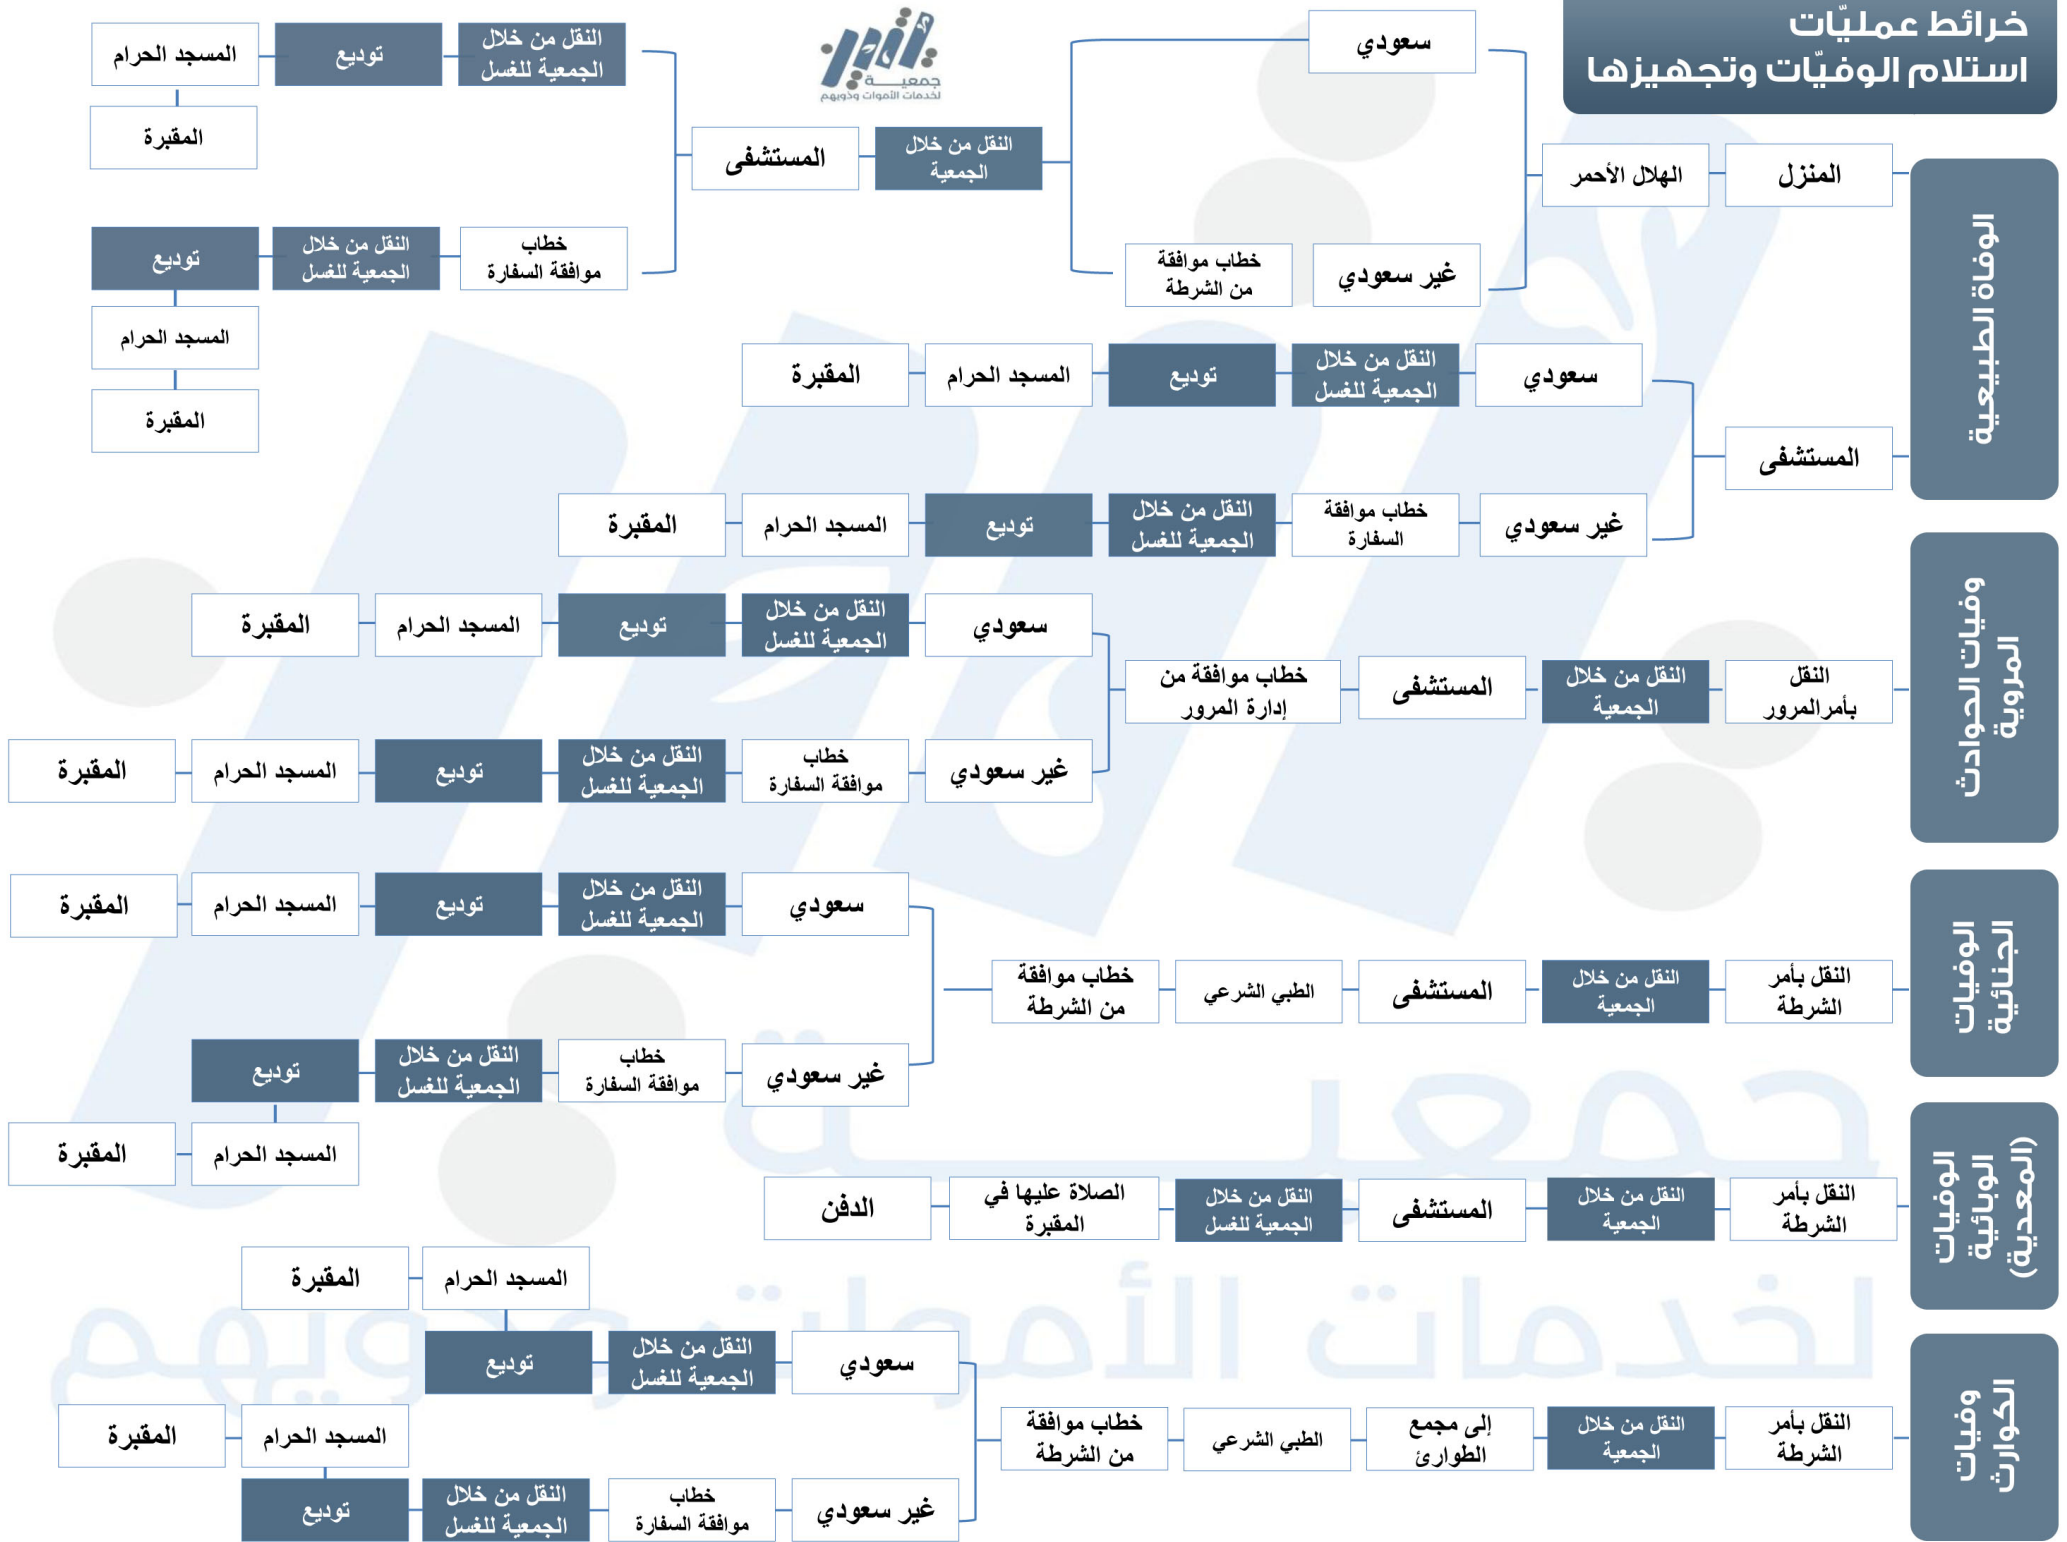 خرائط عمليّات
استلام الوفيّات وتجهيزها
يسير
جمعيـــة
لخدمات الأموات وذويهم
الوفاة الطبيعية
المنزل
الهلال الأحمر
سعودي
غير سعودي
خطاب موافقة
من الشرطة
النقل من خلال
الجمعية
المستشفى
النقل من خلال
الجمعية للغسل
توديع
المسجد الحرام
المقبرة
خطاب
موافقة السفارة
النقل من خلال
الجمعية للغسل
توديع
المسجد الحرام
المقبرة
المستشفى
سعودي
النقل من خلال
الجمعية للغسل
توديع
المسجد الحرام
المقبرة
غير سعودي
خطاب موافقة
السفارة
النقل من خلال
الجمعية للغسل
توديع
المسجد الحرام
المقبرة
وفيات الحوادث
المروية
النقل
بأمرالمرور
النقل من خلال
الجمعية
المستشفى
خطاب موافقة من
إدارة المرور
سعودي
النقل من خلال
الجمعية للغسل
توديع
المسجد الحرام
المقبرة
غير سعودي
خطاب
موافقة السفارة
النقل من خلال
الجمعية للغسل
توديع
المسجد الحرام
المقبرة
الوفيات
الجنائية
النقل بأمر
الشرطة
النقل من خلال
الجمعية
المستشفى
الطبي الشرعي
خطاب موافقة
من الشرطة
سعودي
النقل من خلال
الجمعية للغسل
توديع
المسجد الحرام
المقبرة
غير سعودي
خطاب
موافقة السفارة
النقل من خلال
الجمعية للغسل
توديع
المسجد الحرام
المقبرة
الوفيات
الوبائية
(المعدية)
النقل بأمر
الشرطة
النقل من خلال
الجمعية
المستشفى
النقل من خلال
الجمعية للغسل
الصلاة عليها في
المقبرة
الدفن
وفيات
الكوارث
النقل بأمر
الشرطة
النقل من خلال
الجمعية
إلى مجمع
الطوارئ
الطبي الشرعي
خطاب موافقة
من الشرطة
سعودي
النقل من خلال
الجمعية للغسل
توديع
المسجد الحرام
المقبرة
غير سعودي
خطاب
موافقة السفارة
النقل من خلال
الجمعية للغسل
توديع
المسجد الحرام
المقبرة
جمعيـــة
لخدمات الأموات وذويهم